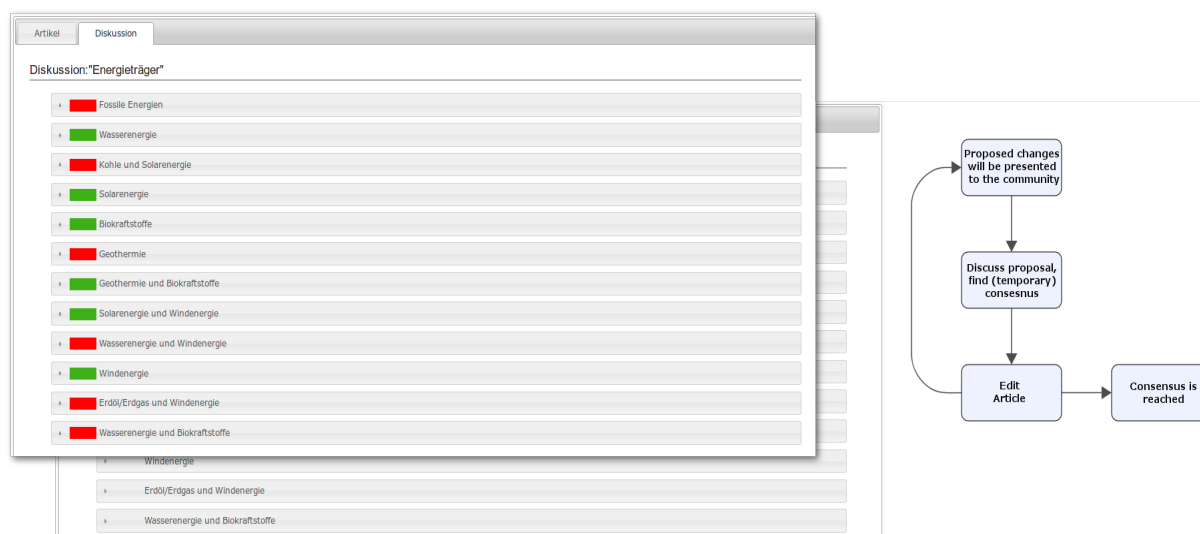 Artikel
Diskussion
Diskussion:"Energieträger"
Fossile Energien
Wasserenergie
Kohle und Solarenergie
Solarenergie
Biokraftstoffe
Geothermie
Geothermie und Biokraftstoffe
Solarenergie und Windenergie
Wasserenergie und Windenergie
Windenergie
Erdöl/Erdgas und Windenergie
Wasserenergie und Biokraftstoffe
Windenergie
Erdöl/Erdgas und Windenergie
Wasserenergie und Biokraftstoffe
Proposed changes
will be presented
to the community
Discuss proposal,
find (temporary)
consesnus
Edit
Article
Consensus is
reached